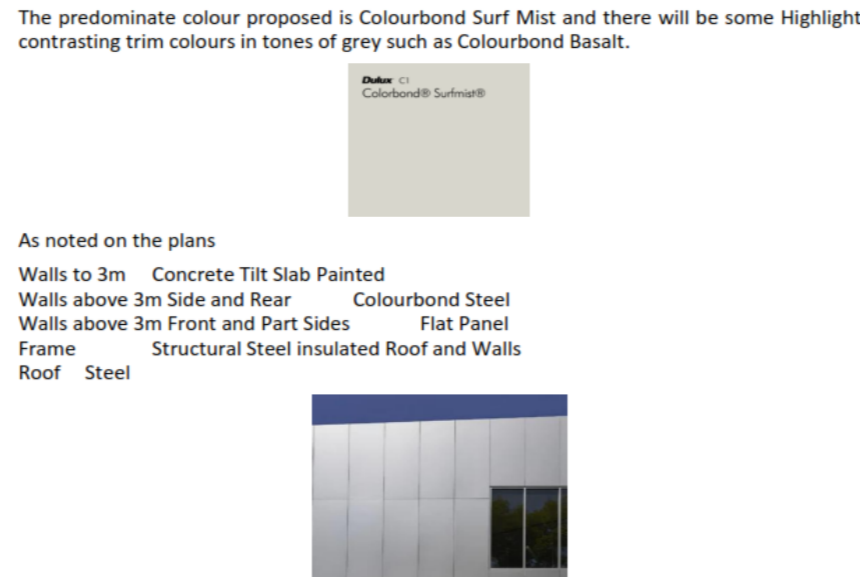 The predominate colour proposed is Colourbond Surf Mist and there will be some Highlight
contrasting trim colours in tones of grey such as Colourbond Basalt.
Dulux C1
Colorbond® Surfmist®
As noted on the plans
Walls to 3m Concrete Tilt Slab Painted
Walls above 3m Side and Rear Colourbond Steel
Walls above 3m Front and Part Sides Flat Panel
Frame Structural Steel insulated Roof and Walls
Roof Steel